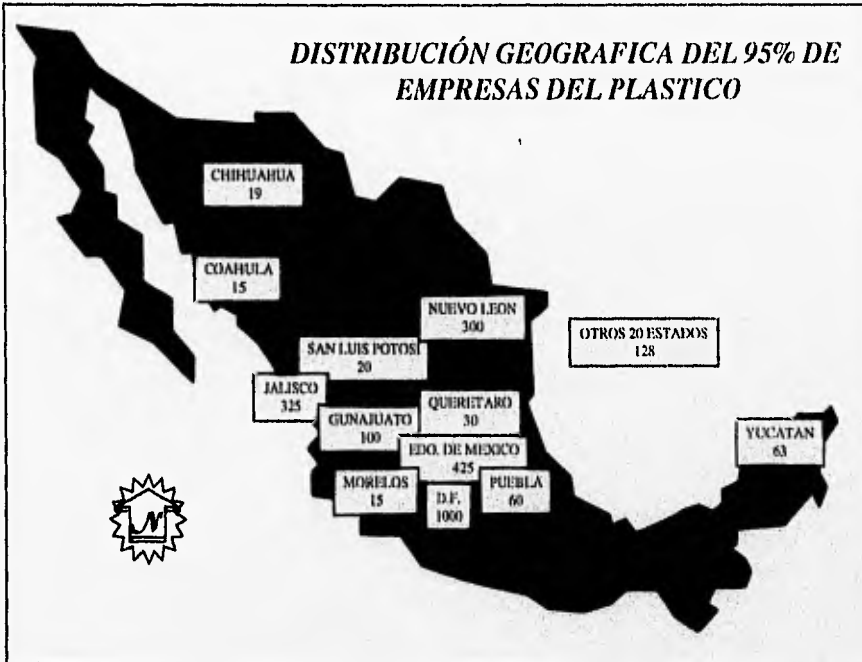 DISTRIBUCIÓN GEOGRAFICA DEL 95% DE
EMPRESAS DEL PLASTICO
CHIHUAHUA
19
COAHULA
15
NUEVO LEON
300
OTROS 20 ESTADOS
128
SAN LUIS POTOSI
20
JALISCO
325
GUNAJUATO
100
QUERETARO
30
EDO. DE MEXICO
425
YUCATAN
63
MORELOS
15
D.F.
1000
PUEBLA
60